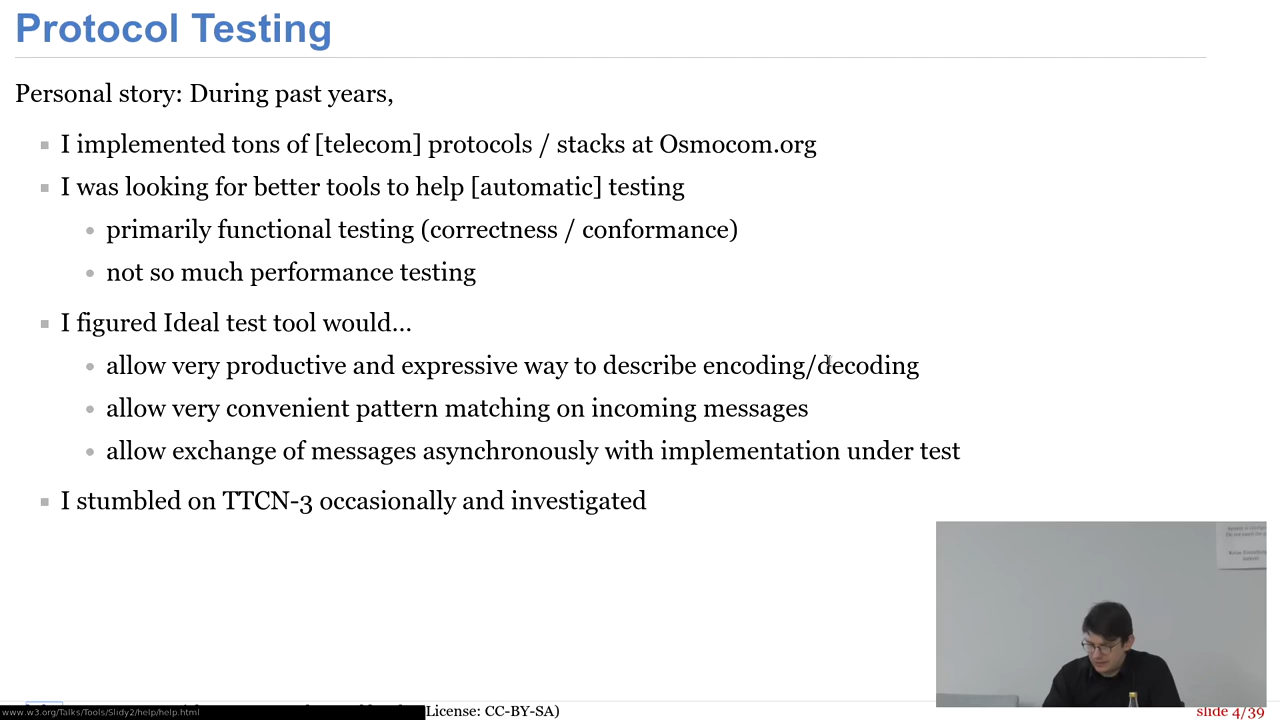 Protocol Testing
Personal story: During past years,
I implemented tons of [telecom] protocols / stacks at Osmocom.org
I was looking for better tools to help [automatic] testing
primarily functional testing (correctness / conformance)
not so much performance testing
I figured Ideal test tool would...
allow very productive and expressive way to describe encoding/decoding
allow very convenient pattern matching on incoming messages
allow exchange of messages asynchronously with implementation under test
I stumbled on TTCN-3 occasionally and investigated
www.w3.org/Talks/Tools/Slidy2/help/help.html
License: CC-BY-SA)
slide 4/39